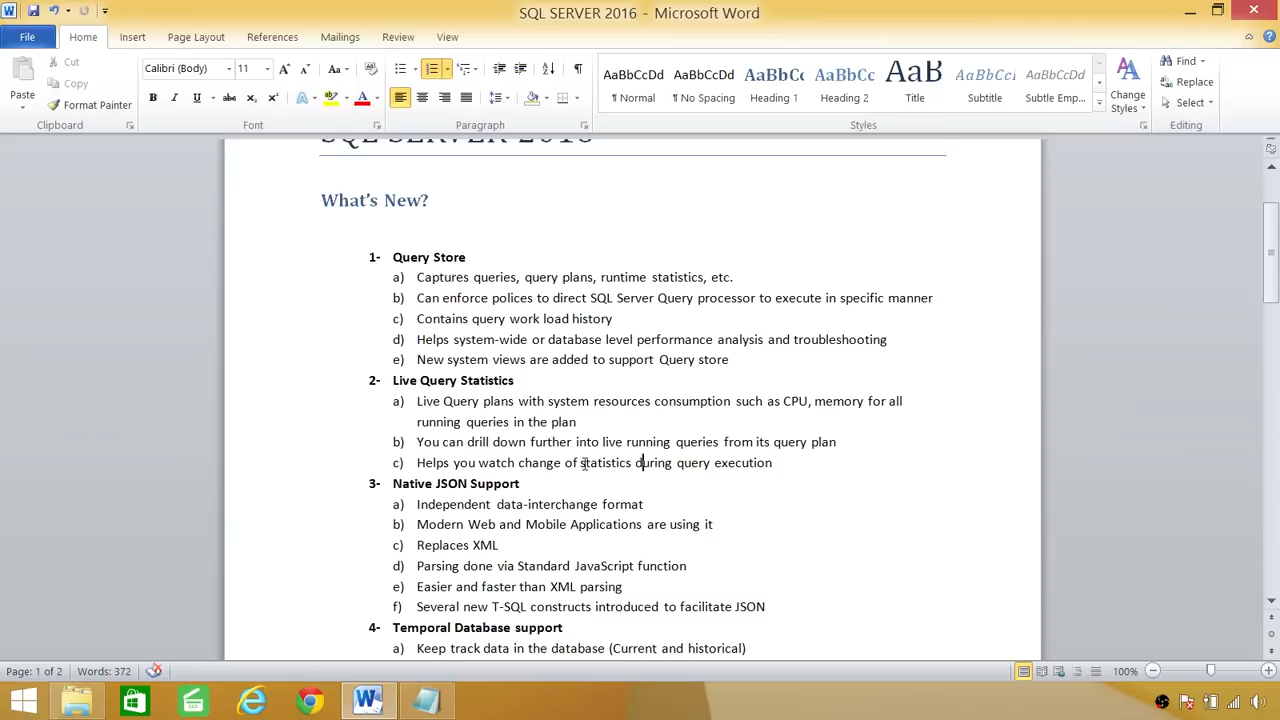 SQL SERVER 2016 - Microsoft Word
File Home Insert Page Layout References Mailings Review View
Cut
Copy
Paste
Format Painter
Calibri (Body) 11
AaBbCcDd AaBbCcDd AaBbCc AaBbCcI AaB AaBbCcI AaBbCcDd
¶ Normal ¶ No Spacing Heading 1 Heading 2 Title Subtitle Subtle Emp...
Change Styles
Find
Replace
Select
Clipboard Font Paragraph Styles Editing
SQL SERVER 2016
What's New?
1- Query Store
a) Captures queries, query plans, runtime statistics, etc.
b) Can enforce polices to direct SQL Server Query processor to execute in specific manner
c) Contains query work load history
d) Helps system-wide or database level performance analysis and troubleshooting
e) New system views are added to support Query store
2- Live Query Statistics
a) Live Query plans with system resources consumption such as CPU, memory for all
running queries in the plan
b) You can drill down further into live running queries from its query plan
c) Helps you watch change of statistics during query execution
3- Native JSON Support
a) Independent data-interchange format
b) Modern Web and Mobile Applications are using it
c) Replaces XML
d) Parsing done via Standard JavaScript function
e) Easier and faster than XML parsing
f) Several new T-SQL constructs introduced to facilitate JSON
4- Temporal Database support
a) Keep track data in the database (Current and historical)
Page: 1 of 2 Words: 372 100%